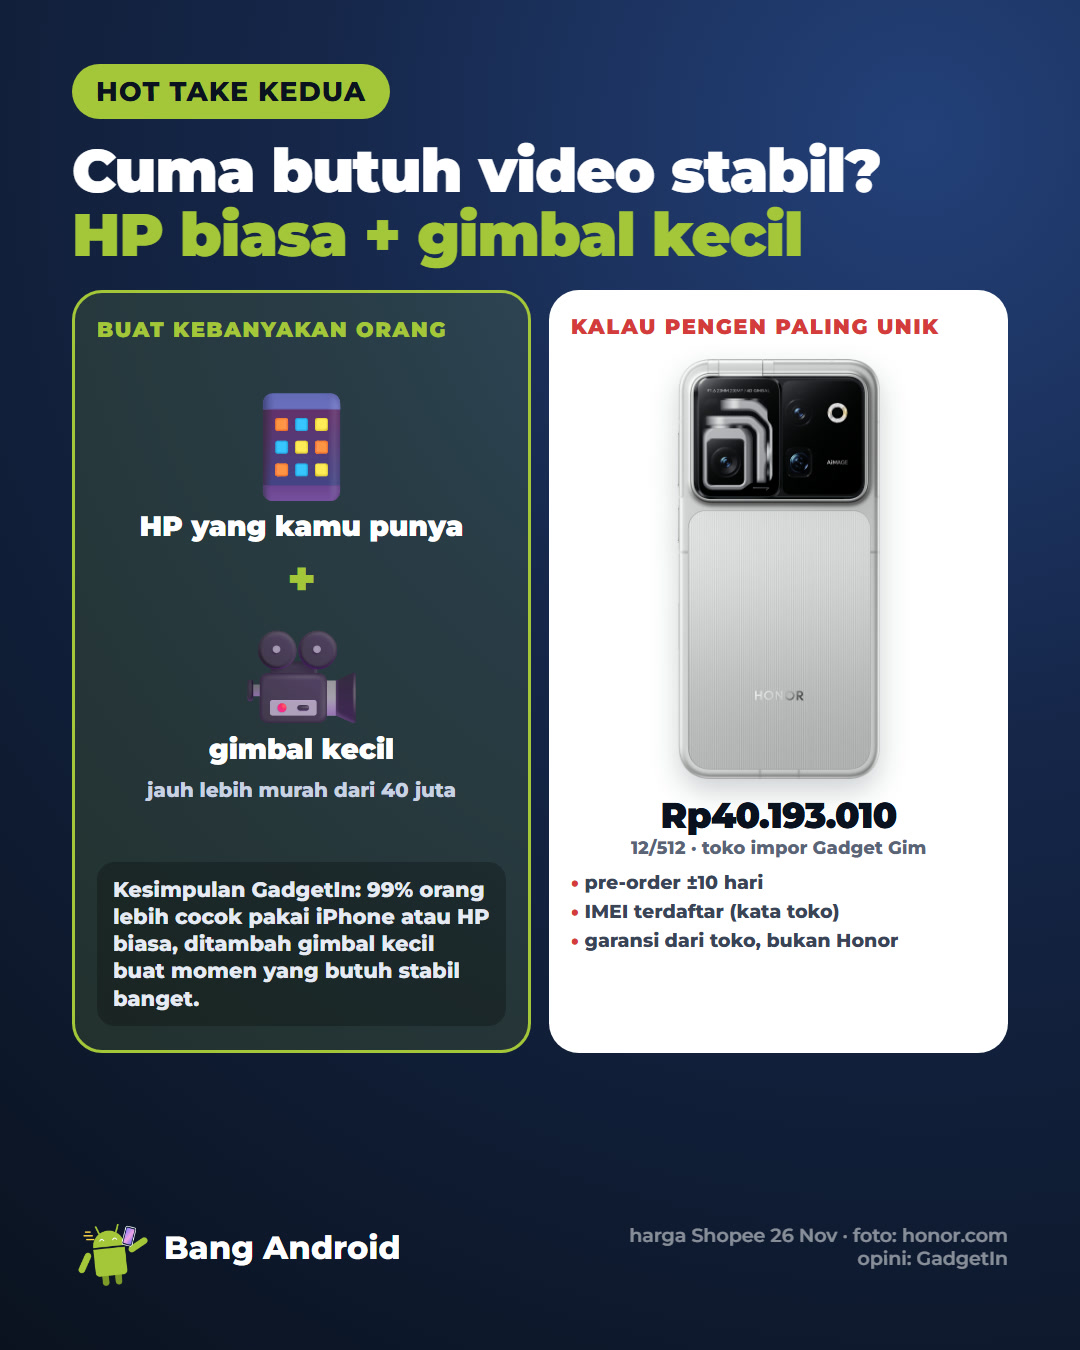 HOT TAKE KEDUA
Cuma butuh video stabil?
HP biasa + gimbal kecil
BUAT KEBANYAKAN ORANG
HP yang kamu punya
+
gimbal kecil
jauh lebih murah dari 40 juta
Kesimpulan GadgetIn: 99% orang
lebih cocok pakai iPhone atau HP
biasa, ditambah gimbal kecil
buat momen yang butuh stabil
banget.
KALAU PENGEN PALING UNIK
AiMAGE
HONOR
Rp40.193.010
12/512 · toko impor Gadget Gim
• pre-order ±10 hari
• IMEI terdaftar (kata toko)
• garansi dari toko, bukan Honor
Bang Android
harga Shopee 26 Nov · foto: honor.com
opini: GadgetIn